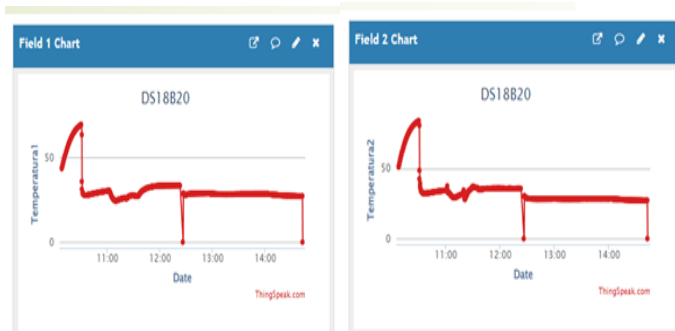 Field 1 Chart
DS18B20
Temperatura1
50
0
11:00 12:00 13:00 14:00
Date
ThingSpeak.com
Field 2 Chart
DS18B20
Temperatura2
50
0
11:00 12:00 13:00 14:00
Date
ThingSpeak.com